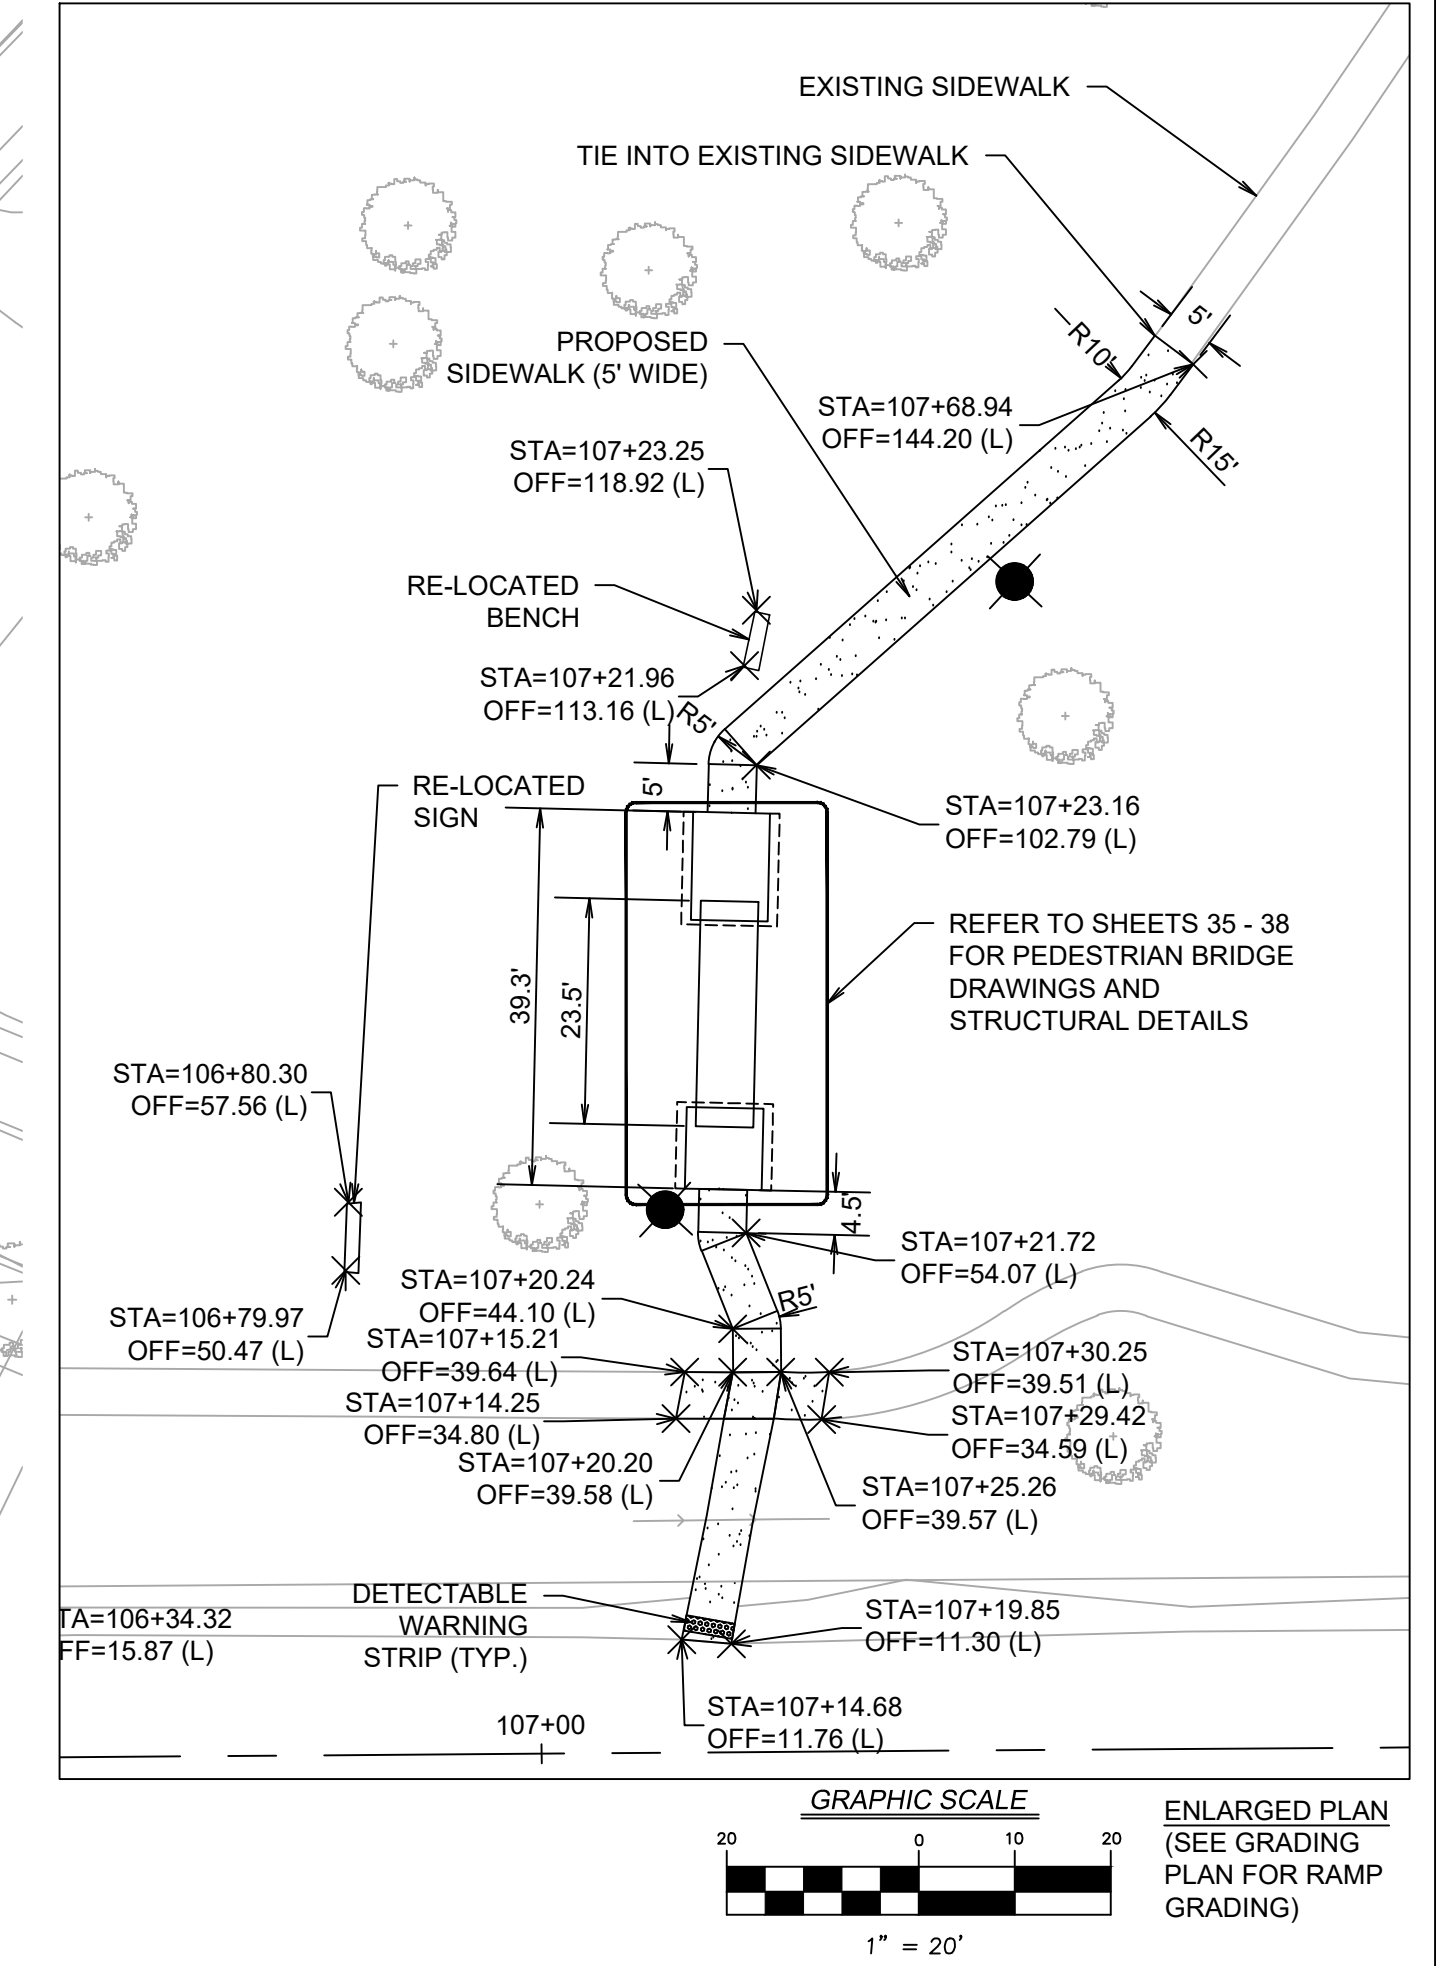 EXISTING SIDEWALK
TIE INTO EXISTING SIDEWALK
5'
R10'
PROPOSED
SIDEWALK (5' WIDE)
STA=107+68.94
OFF=144.20 (L)
R15'
STA=107+23.25
OFF=118.92 (L)
RE-LOCATED
BENCH
STA=107+21.96
OFF=113.16 (L)
R5'
5'
RE-LOCATED
SIGN
STA=107+23.16
OFF=102.79 (L)
REFER TO SHEETS 35 - 38
FOR PEDESTRIAN BRIDGE
DRAWINGS AND
STRUCTURAL DETAILS
39.3'
23.5'
STA=106+80.30
OFF=57.56 (L)
4.5'
STA=107+21.72
OFF=54.07 (L)
STA=107+20.24
OFF=44.10 (L)
R5'
STA=106+79.97
OFF=50.47 (L)
STA=107+15.21
OFF=39.64 (L)
STA=107+30.25
OFF=39.51 (L)
STA=107+14.25
OFF=34.80 (L)
STA=107+29.42
OFF=34.59 (L)
STA=107+20.20
OFF=39.58 (L)
STA=107+25.26
OFF=39.57 (L)
DETECTABLE
WARNING
STRIP (TYP.)
TA=106+34.32
FF=15.87 (L)
STA=107+19.85
OFF=11.30 (L)
STA=107+14.68
OFF=11.76 (L)
107+00
GRAPHIC SCALE
20 0 10 20
1" = 20'
ENLARGED PLAN
(SEE GRADING
PLAN FOR RAMP
GRADING)